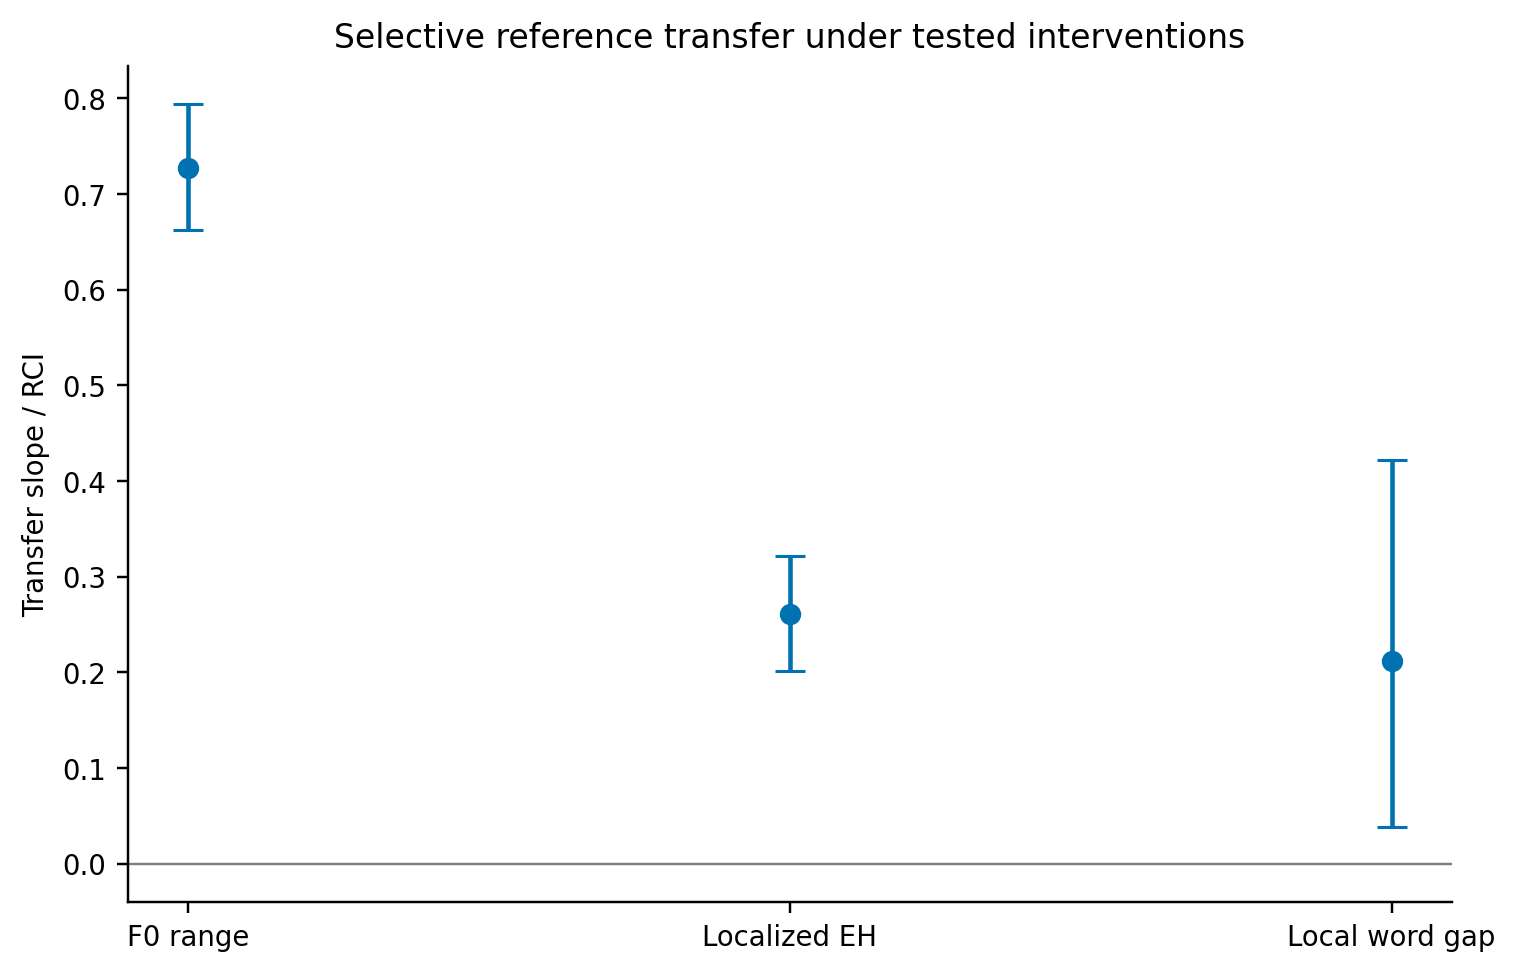 Selective reference transfer under tested interventions
Transfer slope / RCI
0.8
0.7
0.6
0.5
0.4
0.3
0.2
0.1
0.0
F0 range
Localized EH
Local word gap